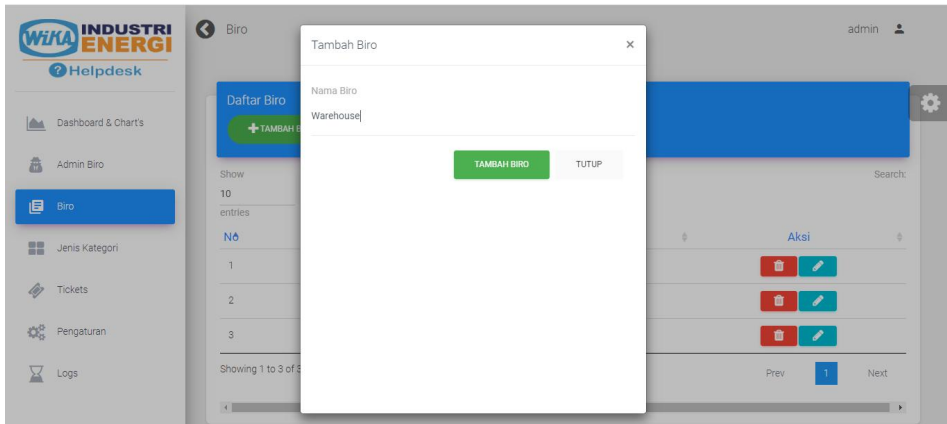 WiKA INDUSTRI
ENERGI
?Helpdesk
Dashboard & Chart's
Admin Biro
Biro
Jenis Kategori
Tickets
Pengaturan
Logs
Biro
admin
Daftar Biro
+TAMBAH B
Show
10
entries
Search:
No
Aksi
1
2
3
Showing 1 to 3 of 3
Prev 1 Next
Tambah Biro ×
Nama Biro
Warehouse
TAMBAH BIRO TUTUP